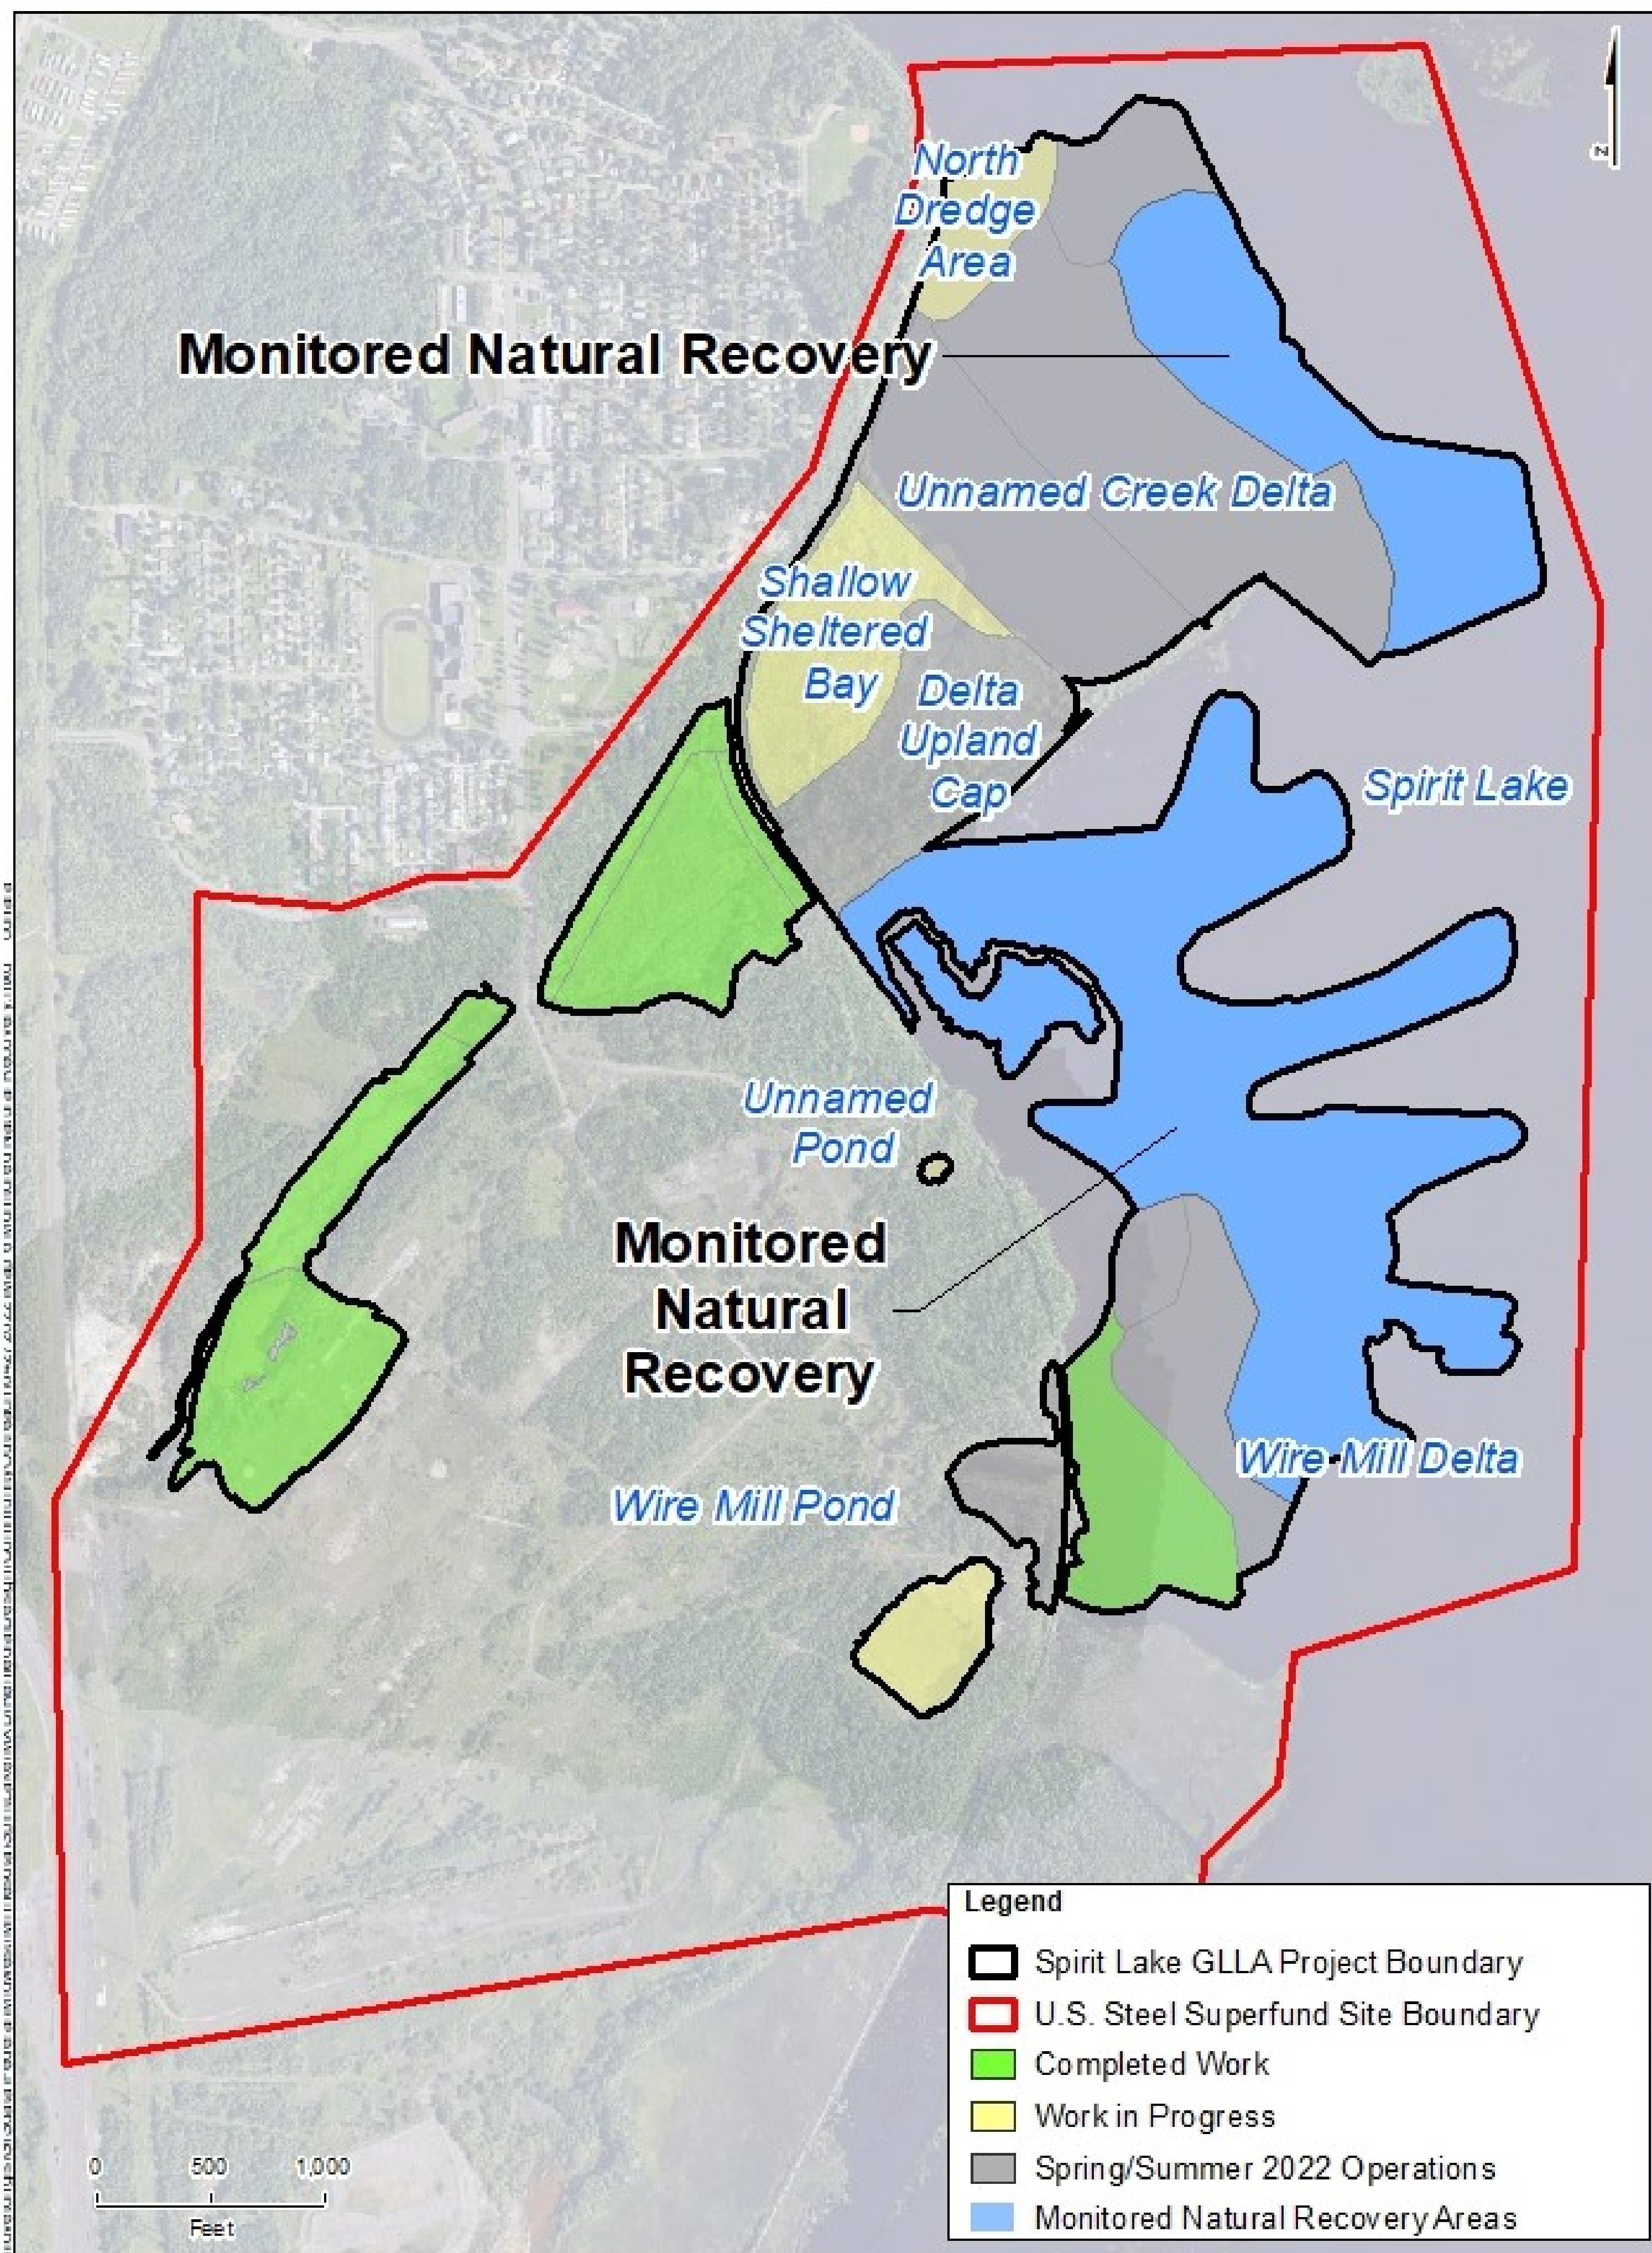 North
Dredge
Area
Monitored Natural Recovery
Unnamed Creek Delta
Shallow
Sheltered
Bay
Delta
Upland
Cap
Spirit Lake
Unnamed
Pond
Monitored
Natural
Recovery
Wire Mill Delta
Wire Mill Pond
Legend
Spirit Lake GLLA Project Boundary
U.S. Steel Superfund Site Boundary
Completed Work
Work in Progress
Spring/Summer 2022 Operations
Monitored Natural Recovery Areas
0 500 1,000
Feet
N